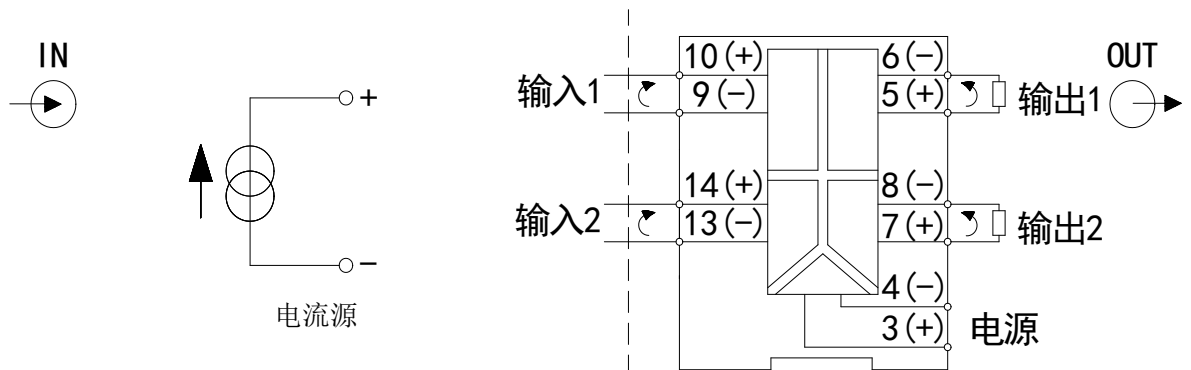 IN
+
-
电流源
输入1
10(+)
9(-)
6(-)
5(+)
输出1
OUT
输入2
14(+)
13(-)
8(-)
7(+)
输出2
4(-)
3(+)
电源